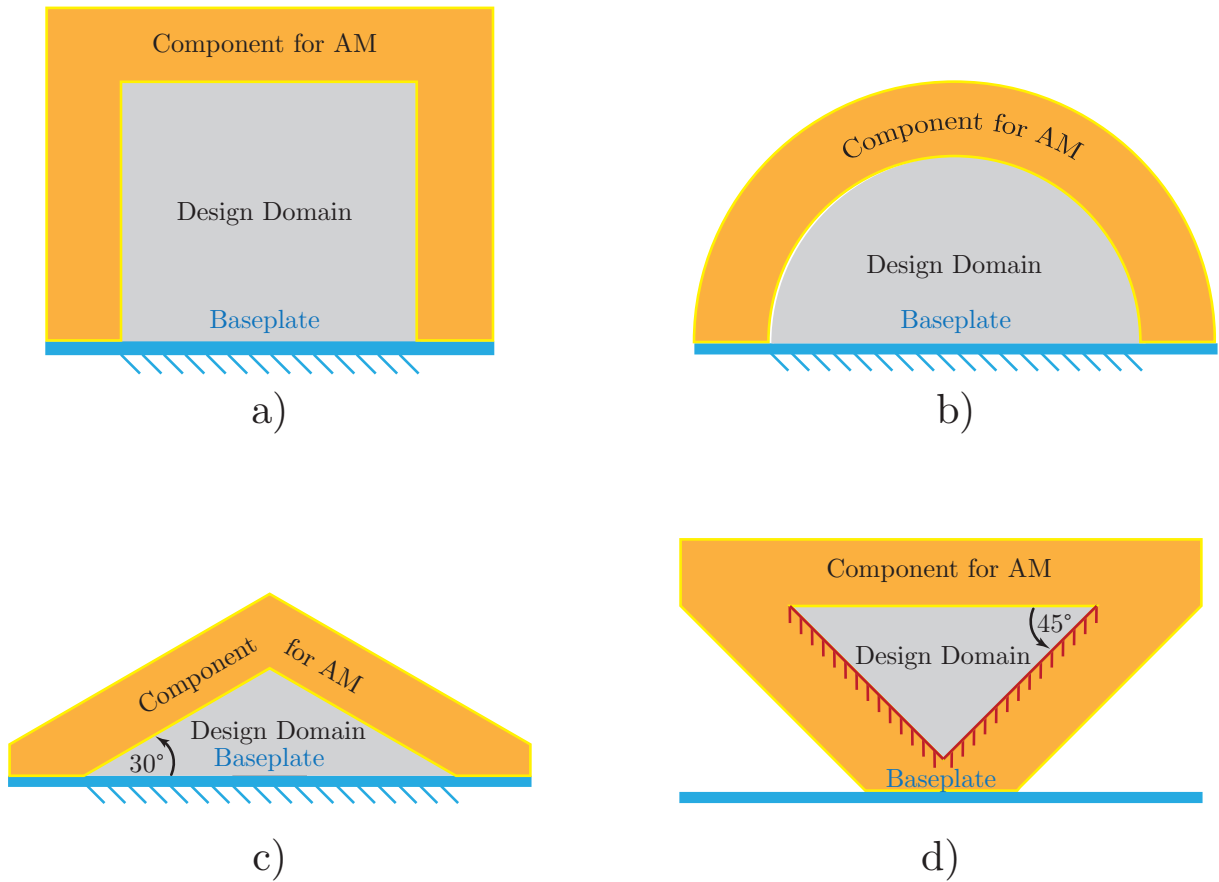 Component for AM
Design Domain
Baseplate
a)
Component for AM
Design Domain
Baseplate
b)
Component for AM
Design Domain
Baseplate
30°
c)
Component for AM
45°
Design Domain
Baseplate
d)